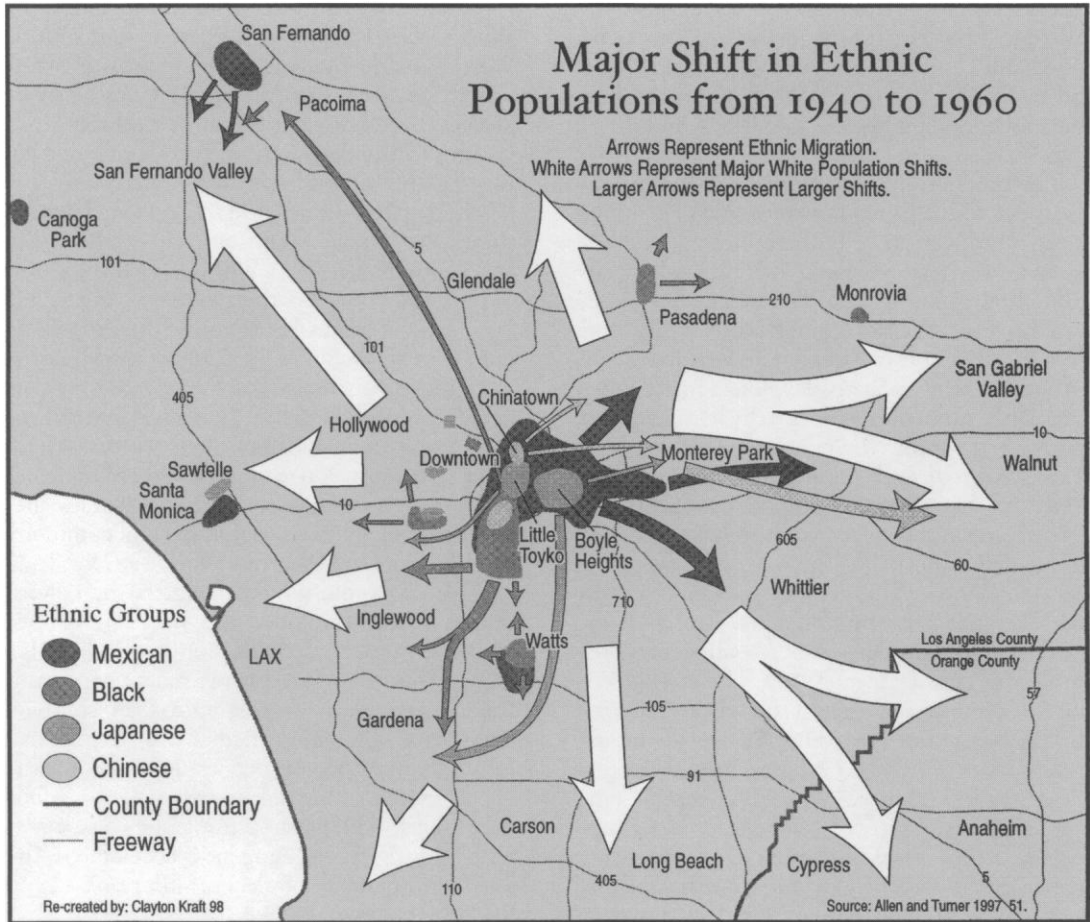 Major Shift in Ethnic
Populations from 1940 to 1960
Arrows Represent Ethnic Migration.
White Arrows Represent Major White Population Shifts.
Larger Arrows Represent Larger Shifts.
San Fernando
Pacoima
San Fernando Valley
Canoga
Park
101
5
Glendale
Pasadena
210
Monrovia
101
405
San Gabriel
Valley
Chinatown
Hollywood
10
Downtown
Monterey Park
Walnut
Sawtelle
Santa
Monica
10
Little
Toyko
Boyle
Heights
605
60
710
Whittier
Inglewood
Watts
Los Angeles County
Orange County
LAX
57
105
Gardena
91
Carson
Anaheim
Long Beach
Cypress
110
405
5
Ethnic Groups
Mexican
Black
Japanese
Chinese
County Boundary
Freeway
Re-created by: Clayton Kraft 98
Source: Allen and Turner 1997 51.